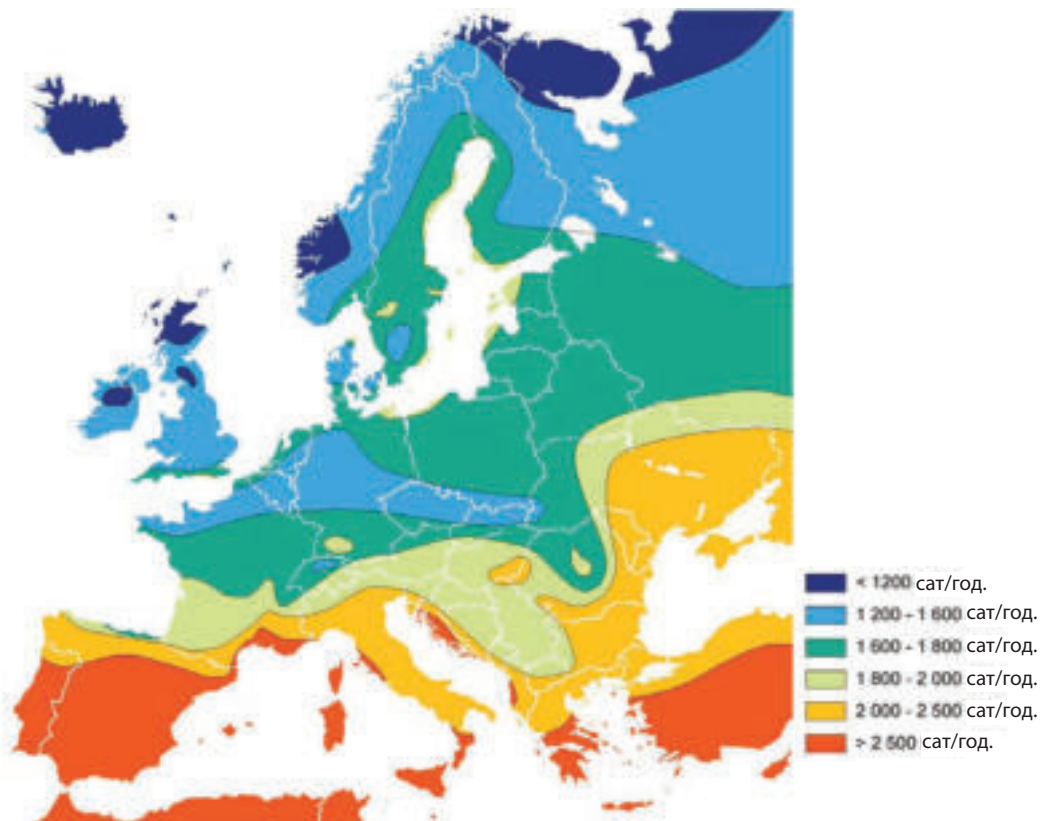 < 1200 сат/год.
1 200 - 1 600 сат/год.
1 600 - 1 800 сат/год.
1 800 - 2 000 сат/год.
2 000 - 2 500 сат/год.
> 2 500 сат/год.